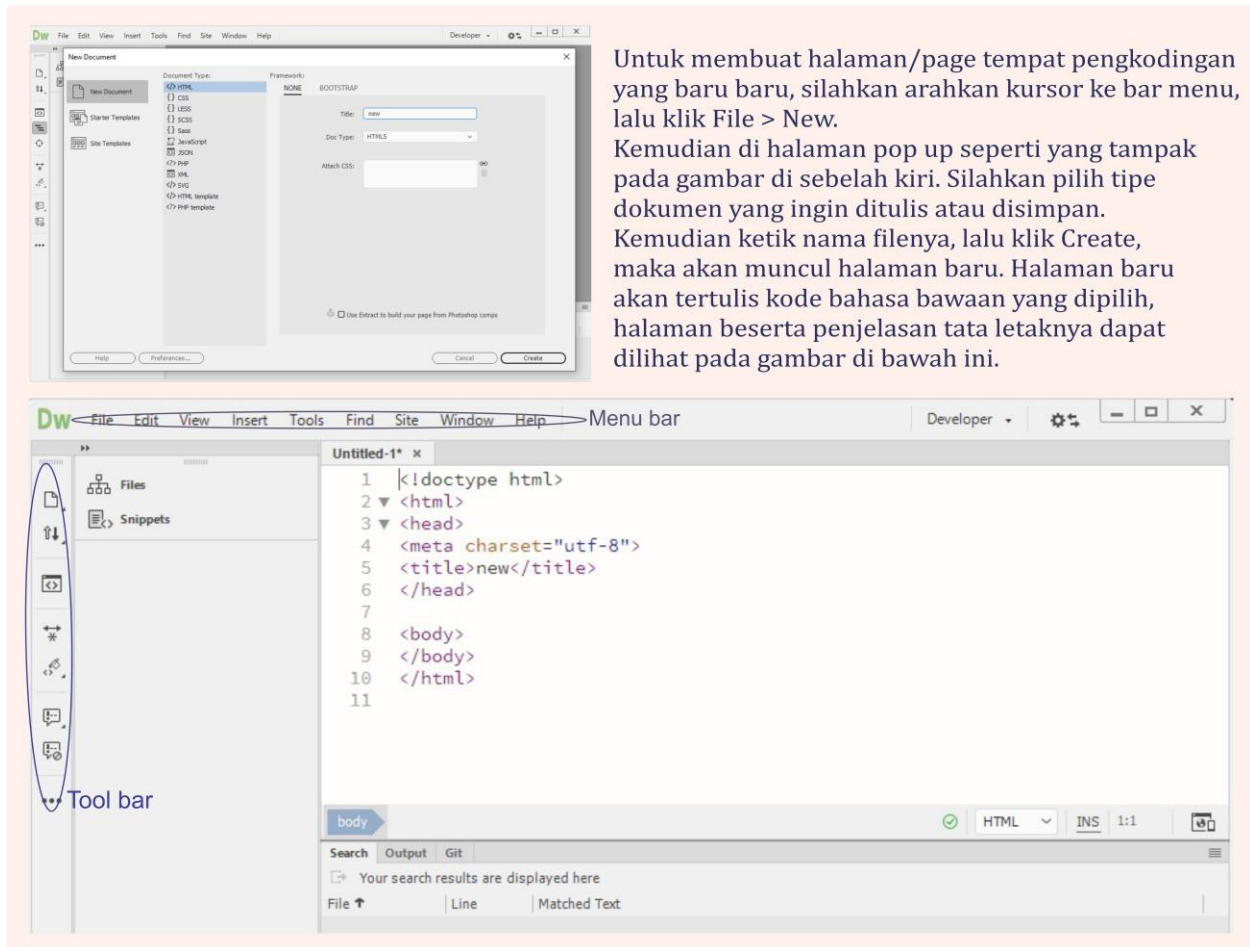 Dw File Edit View Insert Tools Find Site Window Help Developer
New Document
New Document
Starter Templates
Site Templates
Document Type:
</> HTML
{} CSS
{} LESS
{} SCSS
{} Sass
JavaScript
JSON
<?> PHP
XML
</> SVG
</> HTML template
<?> PHP template
Framework:
NONE BOOTSTRAP
Title: new
Doc Type: HTML5
Attach CSS:
Use Extract to build your page from Photoshop comps
Help Preferences... Cancel Create
Untuk membuat halaman/page tempat pengkodingan
yang baru baru, silahkan arahkan kursor ke bar menu,
lalu klik File > New.
Kemudian di halaman pop up seperti yang tampak
pada gambar di sebelah kiri. Silahkan pilih tipe
dokumen yang ingin ditulis atau disimpan.
Kemudian ketik nama filenya, lalu klik Create,
maka akan muncul halaman baru. Halaman baru
akan tertulis kode bahasa bawaan yang dipilih,
halaman beserta penjelasan tata letaknya dapat
dilihat pada gambar di bawah ini.
Dw File Edit View Insert Tools Find Site Window Help Menu bar Developer
Files
Snippets
Tool bar
Untitled-1* ×
1 <!doctype html>
2 <html>
3 <head>
4 <meta charset="utf-8">
5 <title>new</title>
6 </head>
7
8 <body>
9 </body>
10 </html>
11
body HTML INS 1:1
Search Output Git
Your search results are displayed here
File Line Matched Text